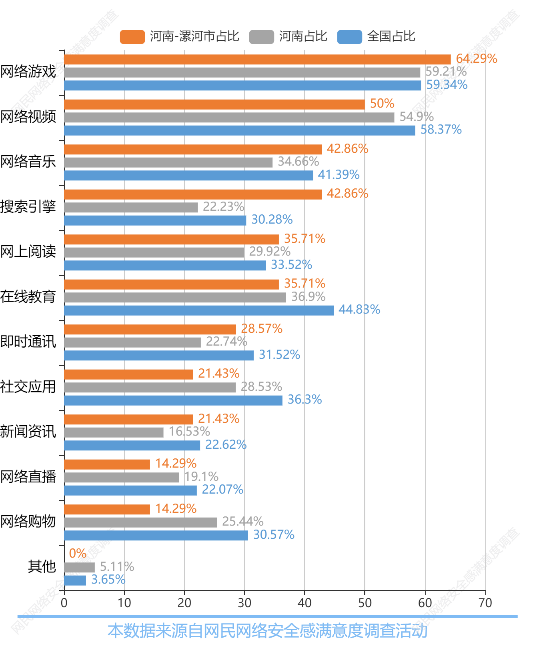 河南-漯河市占比 河南占比 全国占比
网络游戏 64.29% 59.21% 59.34%
网络视频 50% 54.9% 58.37%
网络音乐 42.86% 34.66% 41.39%
搜索引擎 42.86% 22.23% 30.28%
网上阅读 35.71% 29.92% 33.52%
在线教育 35.71% 36.9% 44.83%
即时通讯 28.57% 22.74% 31.52%
社交应用 21.43% 28.53% 36.3%
新闻资讯 21.43% 16.53% 22.62%
网络直播 14.29% 19.1% 22.07%
网络购物 14.29% 25.44% 30.57%
其他 0% 5.11% 3.65%
0 10 20 30 40 50 60 70
本数据来源自网民网络安全感满意度调查活动